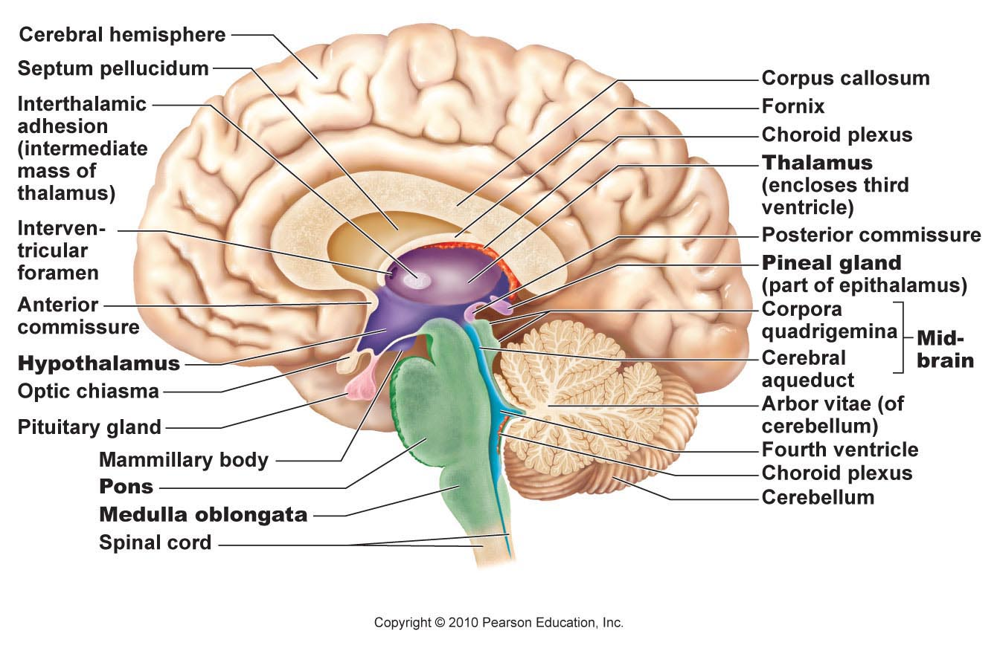 Cerebral hemisphere
Septum pellucidum
Interthalamic
adhesion
(intermediate
mass of
thalamus)
Interven-
tricular
foramen
Anterior
commissure
Hypothalamus
Optic chiasma
Pituitary gland
Mammillary body
Pons
Medulla oblongata
Spinal cord
Corpus callosum
Fornix
Choroid plexus
Thalamus
(encloses third
ventricle)
Posterior commissure
Pineal gland
(part of epithalamus)
Corpora
quadrigemina
Cerebral
aqueduct
Mid-
brain
Arbor vitae (of
cerebellum)
Fourth ventricle
Choroid plexus
Cerebellum
Copyright © 2010 Pearson Education, Inc.